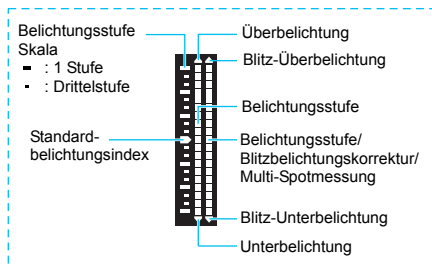 Belichtungsstufe
Skala
- : 1 Stufe
- : Drittelstufe
Standard-
belichtungsindex
Überbelichtung
Blitz-Überbelichtung
Belichtungsstufe
Belichtungsstufe/
Blitzbelichtungskorrektur/
Multi-Spotmessung
Blitz-Unterbelichtung
Unterbelichtung